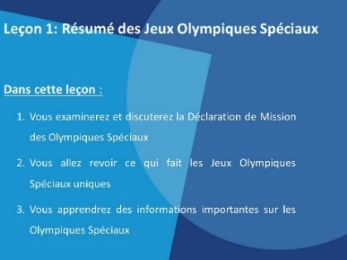 Leçon 1: Résumé des Jeux Olympiques Spéciaux
Dans cette leçon :
1. Vous examinerez et discuterez la Déclaration de Mission
des Olympiques Spéciaux
2. Vous allez revoir ce qui fait les Jeux Olympiques
Spéciaux uniques
3. Vous apprendrez des informations importantes sur les
Olympiques Spéciaux